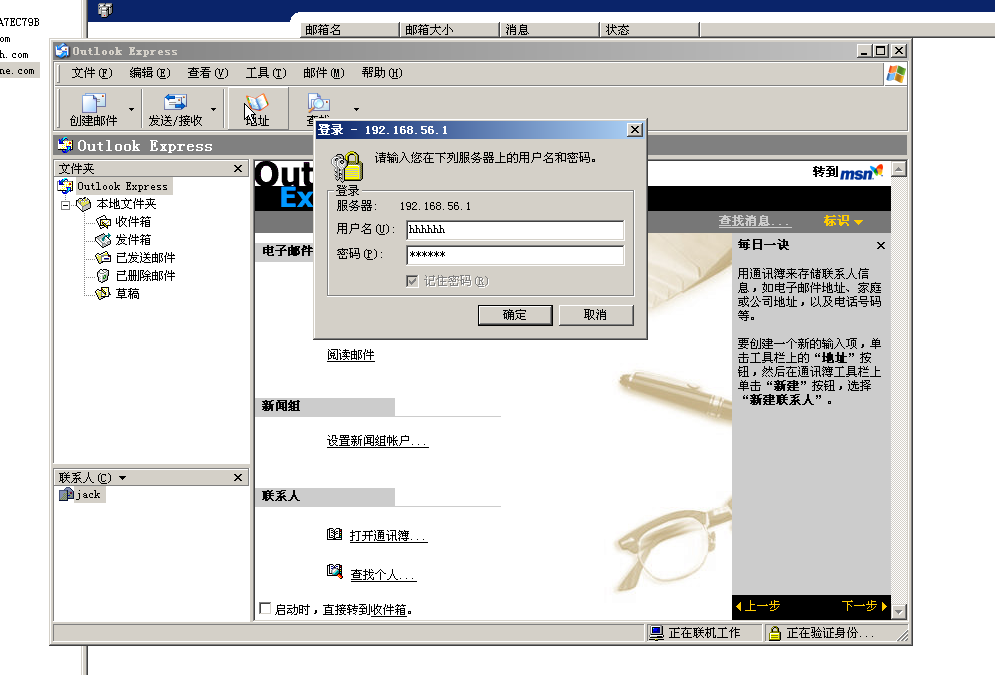 A7EC79B
om
h.com
ne.com
邮箱名 邮箱大小 消息 状态
Outlook Express
文件(F) 编辑(E) 查看(V) 工具(T) 邮件(M) 帮助(H)
创建邮件 发送/接收 地址
Outlook Express
文件夹
Outlook Express
本地文件夹
收件箱
发件箱
已发送邮件
已删除邮件
草稿
联系人(C)
jack
登录 - 192.168.56.1
请输入您在下列服务器上的用户名和密码。
登录
服务器: 192.168.56.1
用户名(U): hhhhhh
密码(P): ******
记住密码(R)
确定 取消
Out
Ex
转到 msn
查找消息... 标识
电子邮件
阅读邮件
新闻组
设置新闻组帐户...
联系人
打开通讯簿...
查找个人...
启动时，直接转到收件箱。
每日一诀
用通讯簿来存储联系人信
息，如电子邮件地址、家庭
或公司地址，以及电话号码
等。
要创建一个新的输入项，单
击工具栏上的“地址”按
钮，然后在通讯簿工具栏上
单击“新建”按钮，选择
“新建联系人”。
上一步 下一步
正在联机工作 正在验证身份...